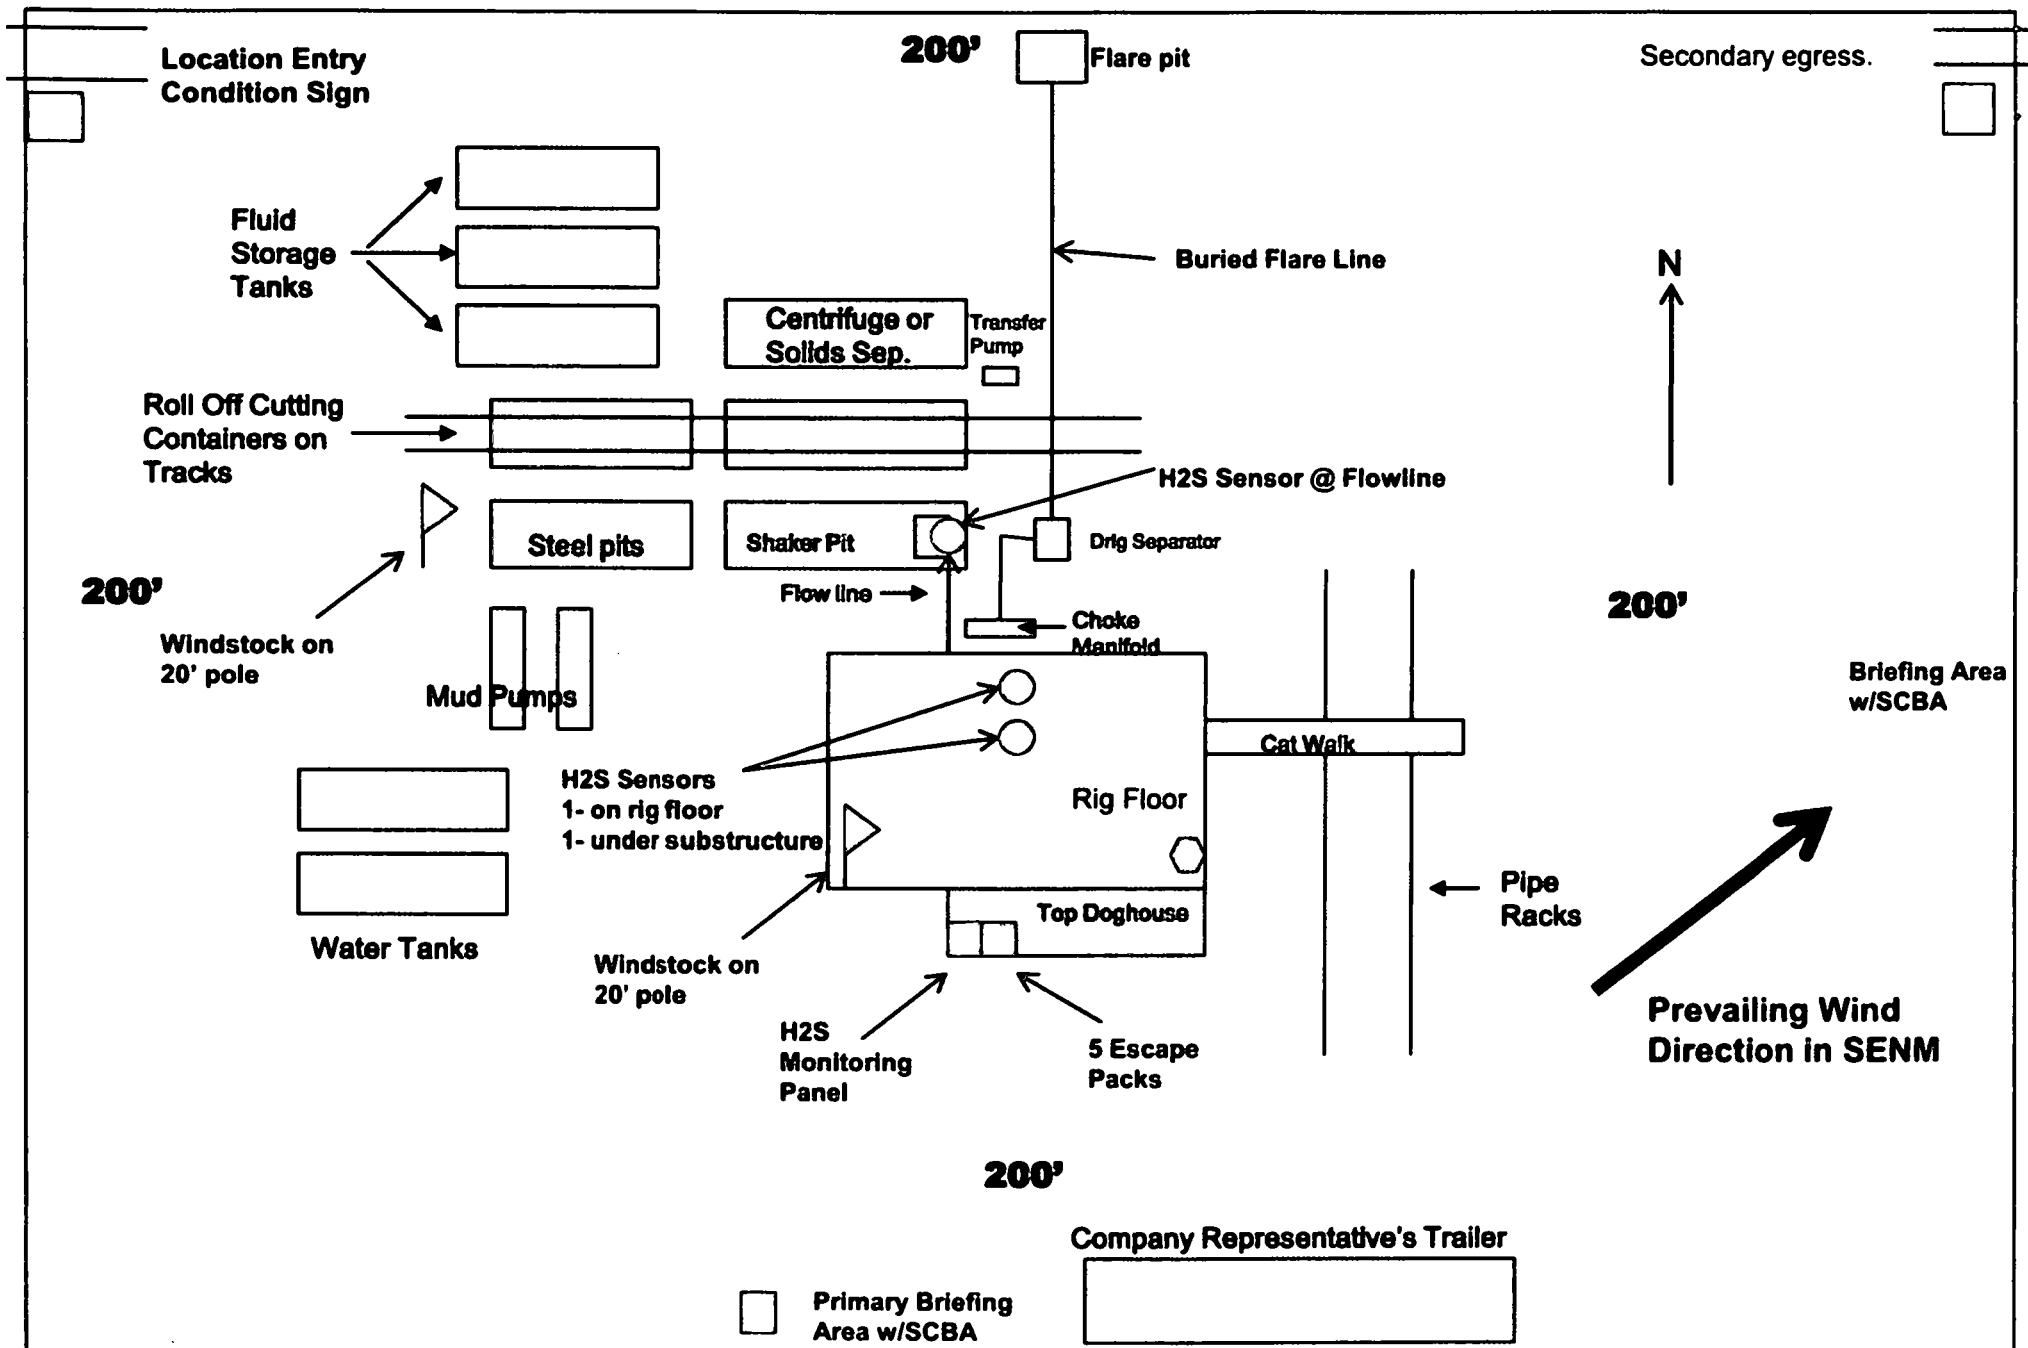 Location Entry
Condition Sign
200'
Flare pit
Secondary egress.
Fluid
Storage
Tanks
Buried Flare Line
N
Centrifuge or
Solids Sep.
Transfer
Pump
Roll Off Cutting
Containers on
Tracks
H2S Sensor @ Flowline
Steel pits
Shaker Pit
Drlg Separator
200'
Flow line
200'
Choke
Manifold
Windstock on
20' pole
Mud Pumps
Briefing Area
w/SCBA
Cat Walk
H2S Sensors
1- on rig floor
1- under substructure
Rig Floor
Pipe
Racks
Top Doghouse
Water Tanks
Windstock on
20' pole
H2S
Monitoring
Panel
5 Escape
Packs
Prevailing Wind
Direction in SENM
200'
Company Representative's Trailer
Primary Briefing
Area w/SCBA